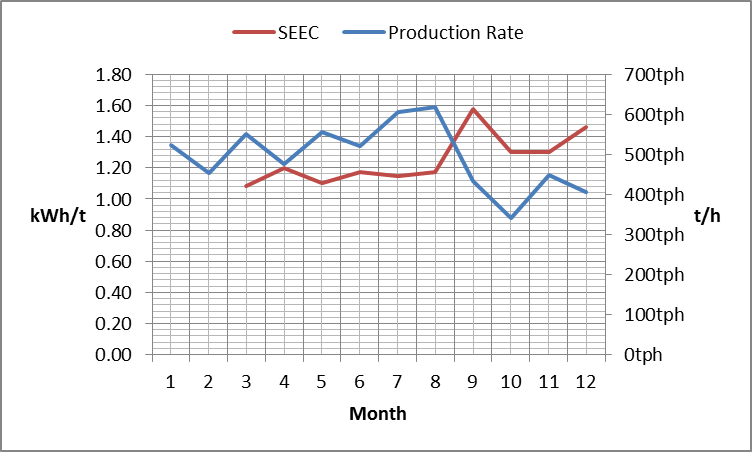 SEEC Production Rate
1.80 700tph
1.60 600tph
1.40 500tph
1.20 400tph
1.00 300tph
0.80 200tph
0.60 100tph
0.40 0tph
0.20
0.00
kWh/t t/h
1 2 3 4 5 6 7 8 9 10 11 12
Month